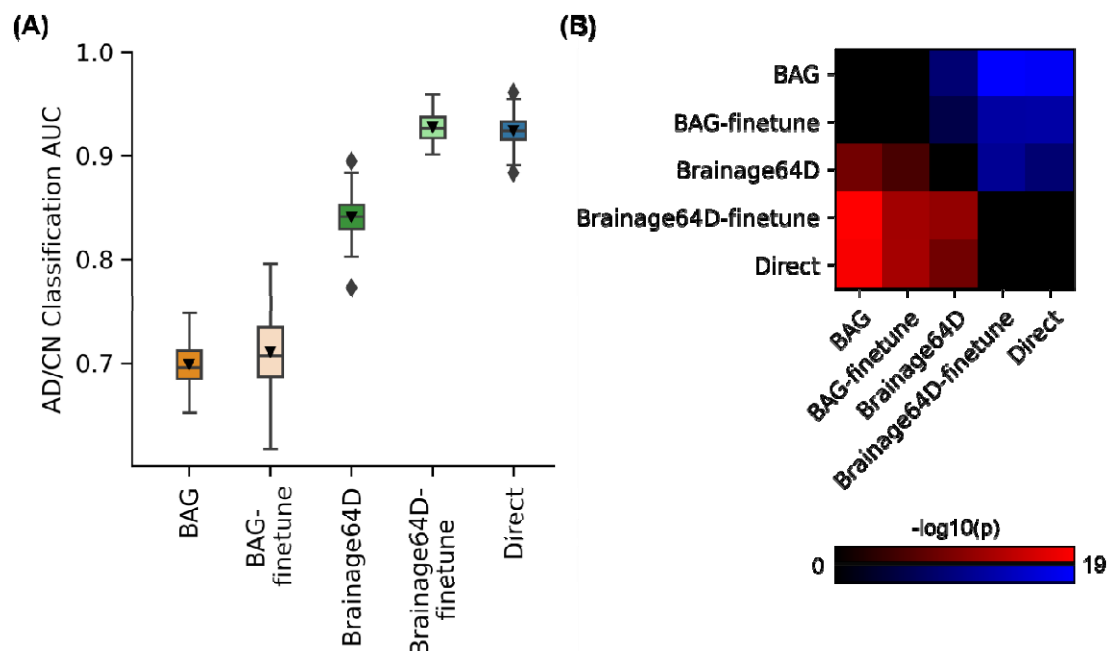 (A)
AD/CN Classification AUC
1.0
0.9
0.8
0.7
BAG
BAG-
finetune
Brainage64D
Brainage64D-
finetune
Direct
(B)
BAG
BAG-finetune
Brainage64D
Brainage64D-finetune
Direct
BAG
BAG-finetune
Brainage64D
Brainage64D-finetune
Direct
-log10(p)
0
19